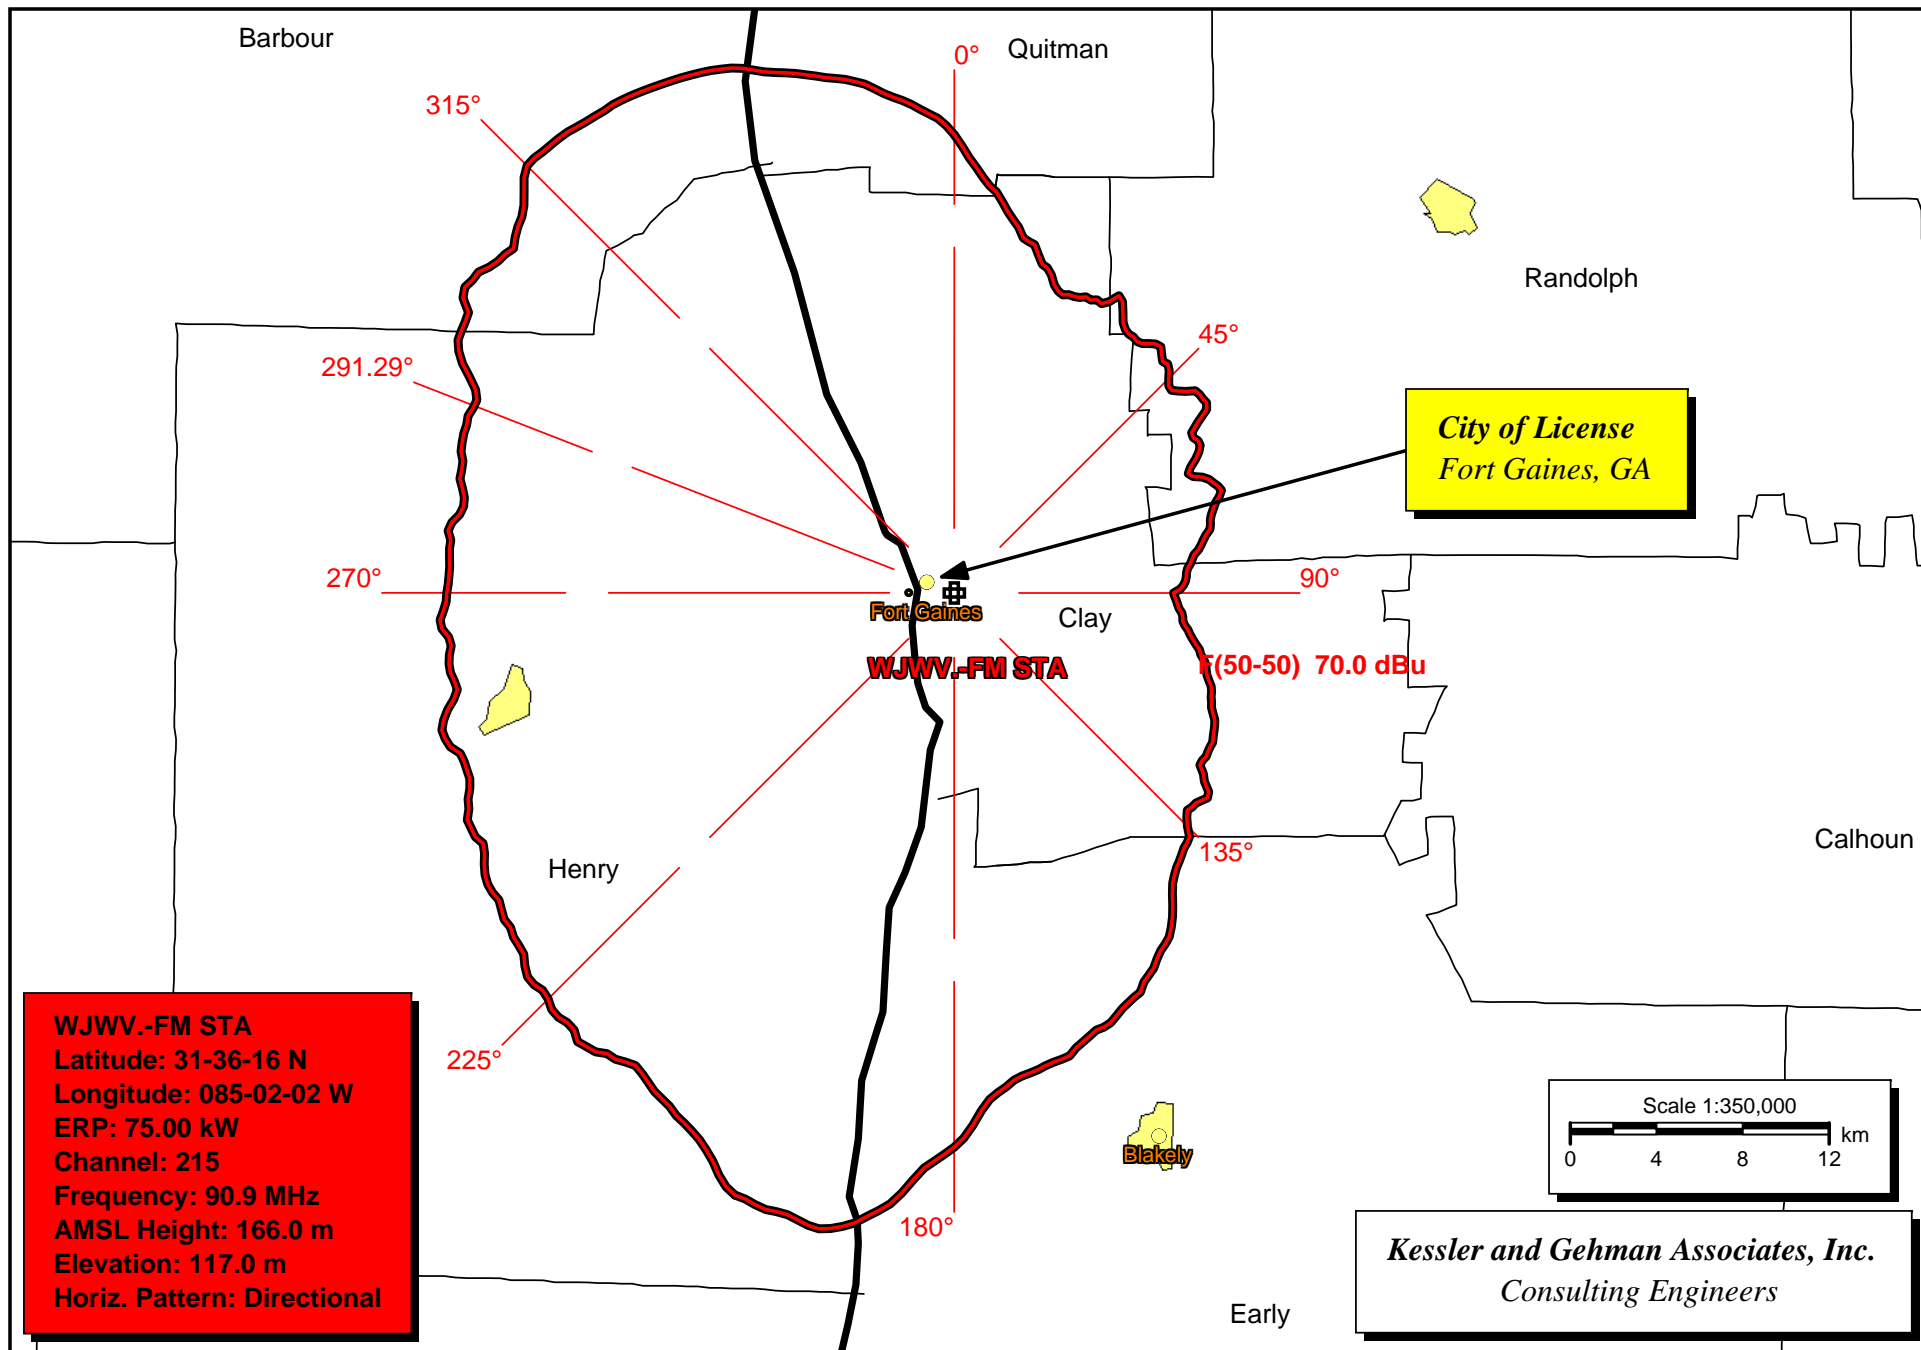 Barbour
Quitman
0°
315°
Randolph
45°
291.29°
City of License
Fort Gaines, GA
270°
90°
Fort Gaines
Clay
WJWV.-FM STA
F(50-50) 70.0 dBu
135°
Calhoun
Henry
225°
WJWV.-FM STA
Latitude: 31-36-16 N
Longitude: 085-02-02 W
ERP: 75.00 kW
Channel: 215
Frequency: 90.9 MHz
AMSL Height: 166.0 m
Elevation: 117.0 m
Horiz. Pattern: Directional
Blakely
180°
Scale 1:350,000
km
0 4 8 12
Kessler and Gehman Associates, Inc.
Consulting Engineers
Early